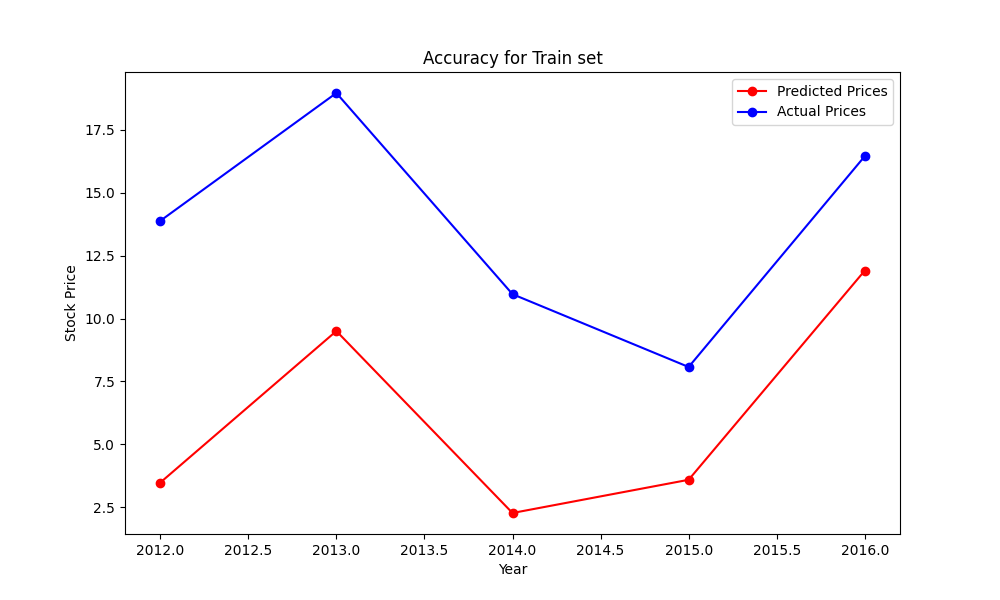 Accuracy for Train set
Predicted Prices
Actual Prices
17.5
15.0
12.5
10.0
7.5
5.0
2.5
Stock Price
2012.0 2012.5 2013.0 2013.5 2014.0 2014.5 2015.0 2015.5 2016.0
Year